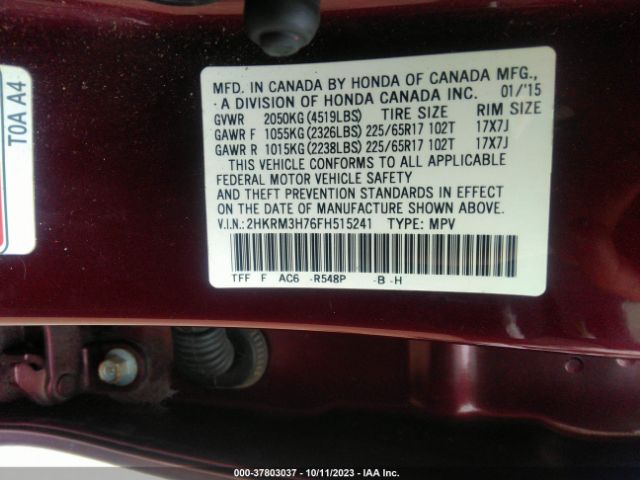 TOA A4
MFD. IN CANADA BY HONDA OF CANADA MFG.,
A DIVISION OF HONDA CANADA INC. 01/'15
GVWR 2050KG (4519LBS) TIRE SIZE RIM SIZE
GAWR F 1055KG (2326LBS) 225/65R17 102T 17X7J
GAWR R 1015KG (2238LBS) 225/65R17 102T 17X7J
THIS VEHICLE CONFORMS TO ALL APPLICABLE
FEDERAL MOTOR VEHICLE SAFETY
AND THEFT PREVENTION STANDARDS IN EFFECT
ON THE DATE OF MANUFACTURE SHOWN ABOVE.
V.I.N.: 2HKRM3H76FH515241 TYPE: MPV
TFF F AC6 -R548P -B -H
000-37803037 - 10/11/2023 - IAA Inc.